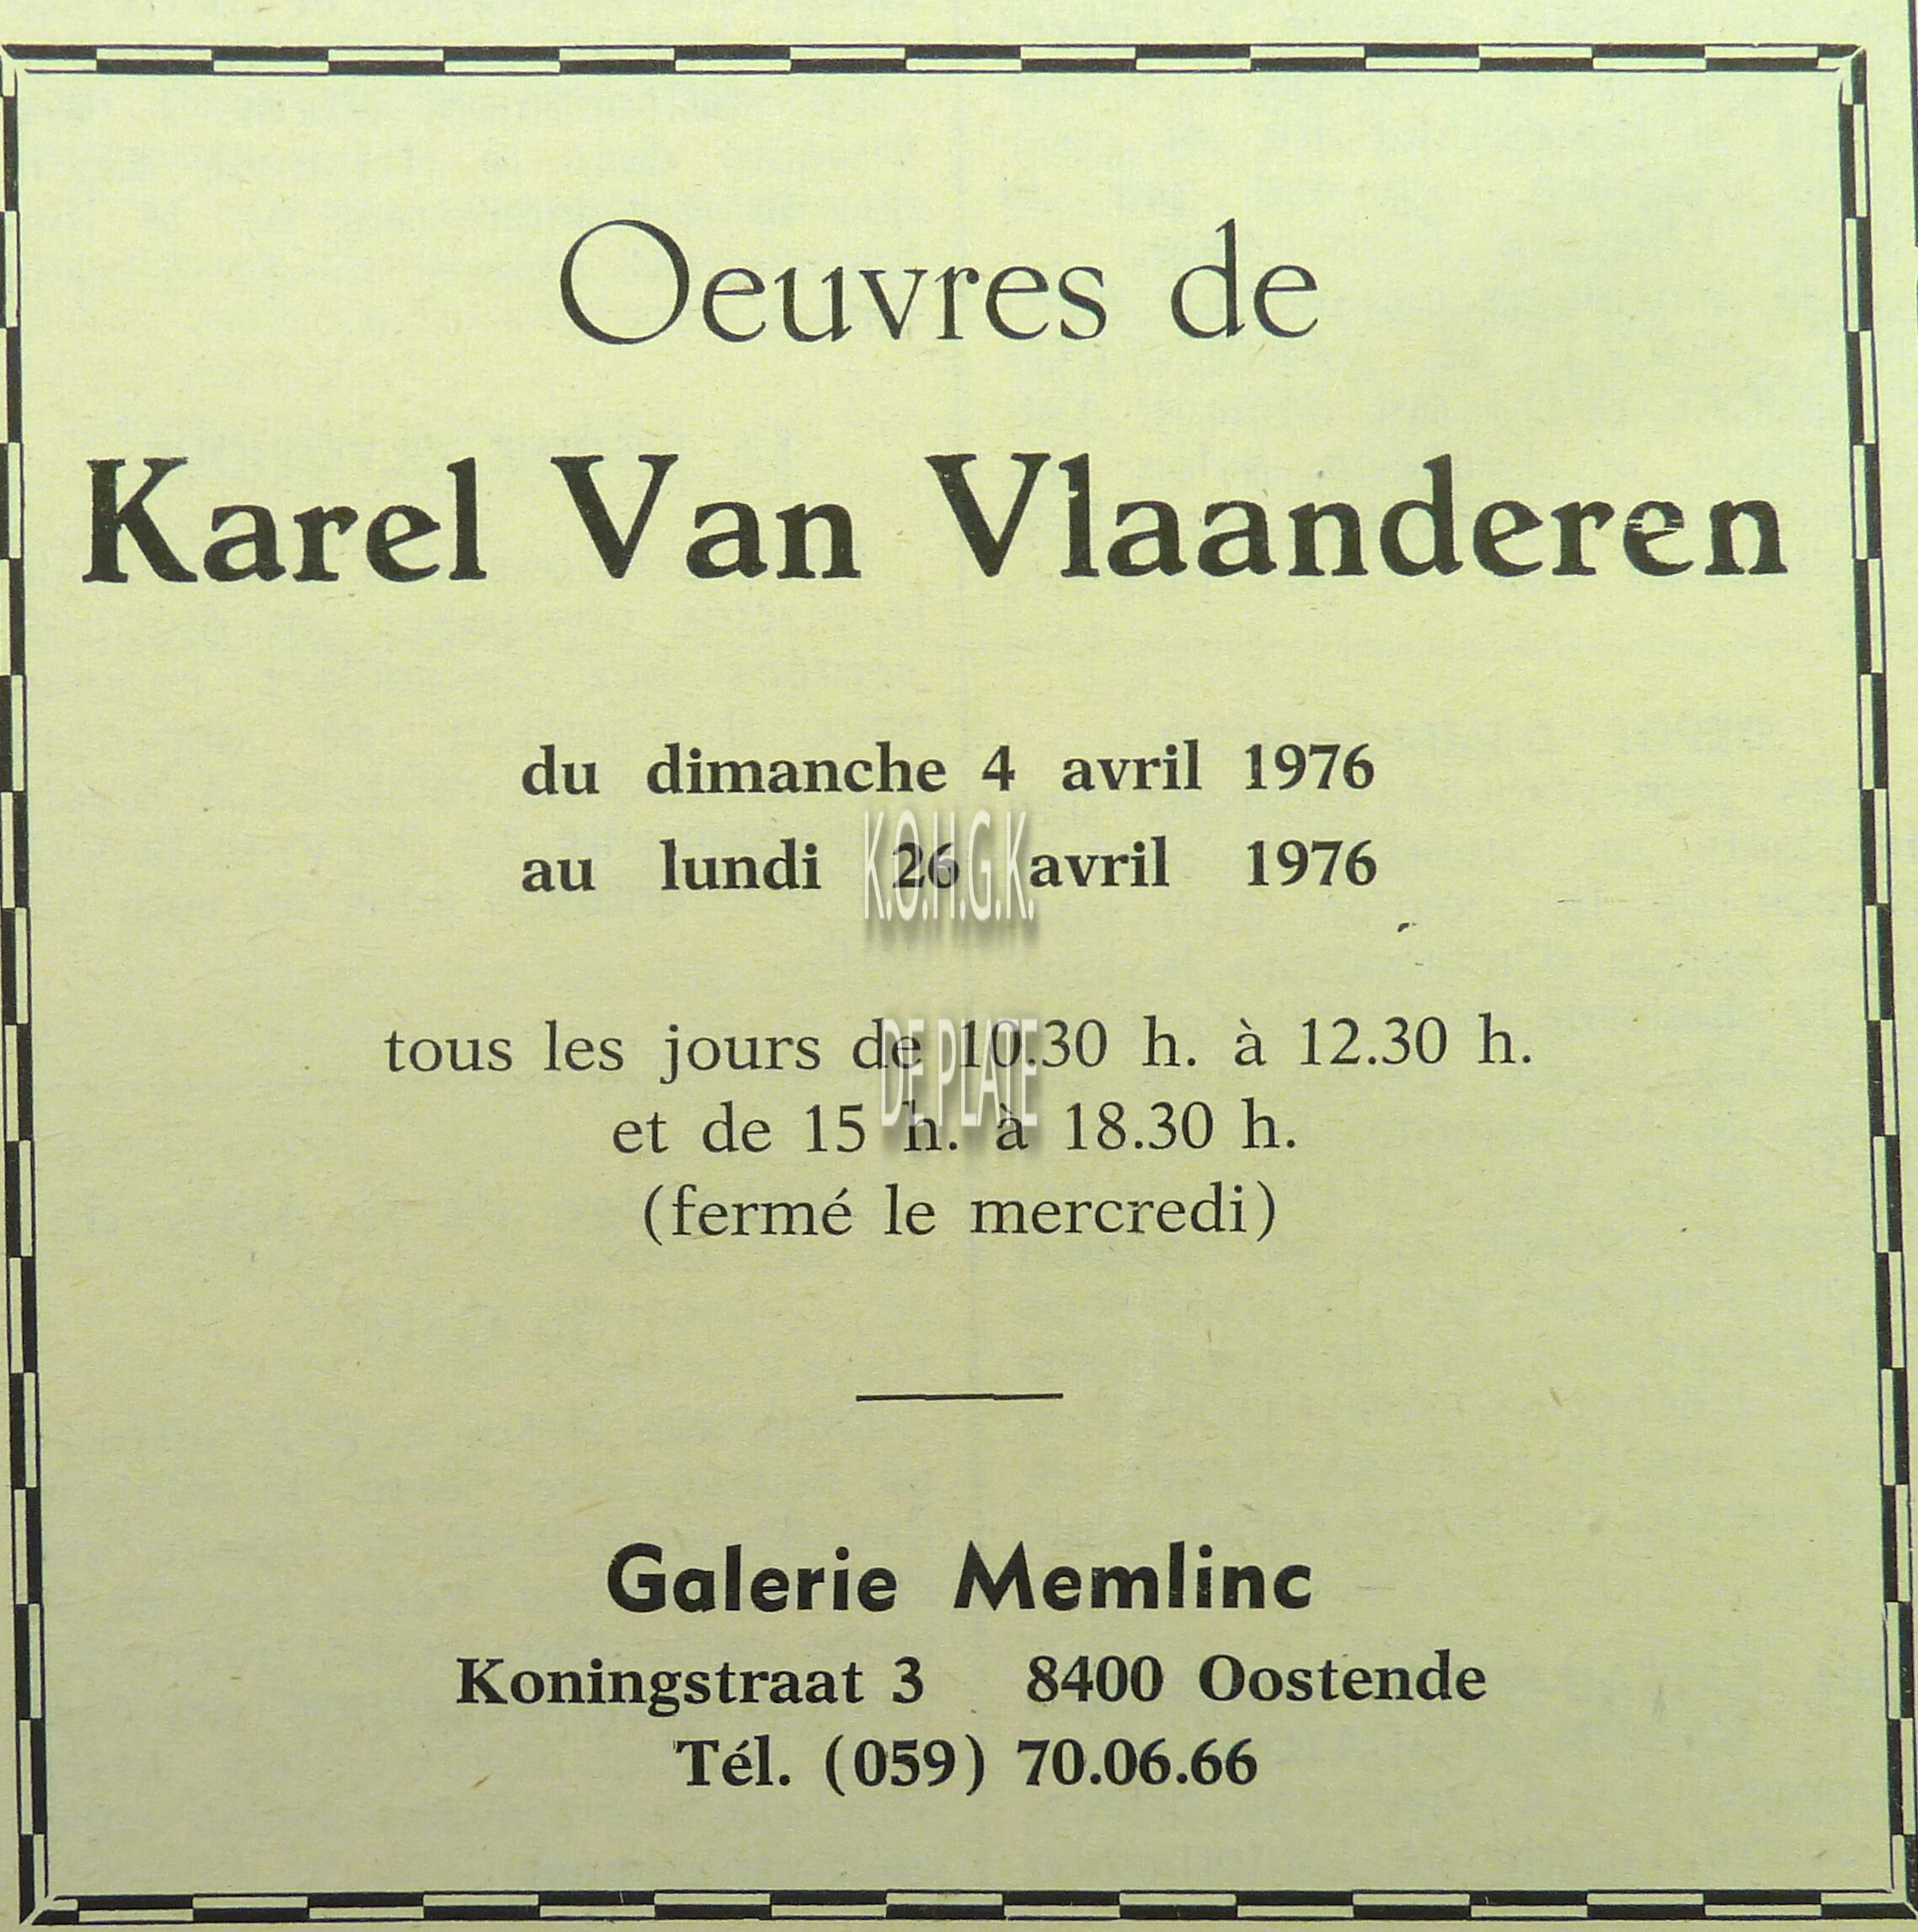 Oeuvres de
Karel Van Vlaanderen
du dimanche 4 avril 1976
au lundi 26 avril 1976
K.O.H.G.K.
tous les jours de 10.30 h. à 12.30 h.
DE PLATE
et de 15 h. à 18.30 h.
(fermé le mercredi)
Galerie Memlinc
Koningstraat 3 8400 Oostende
Tél. (059) 70.06.66